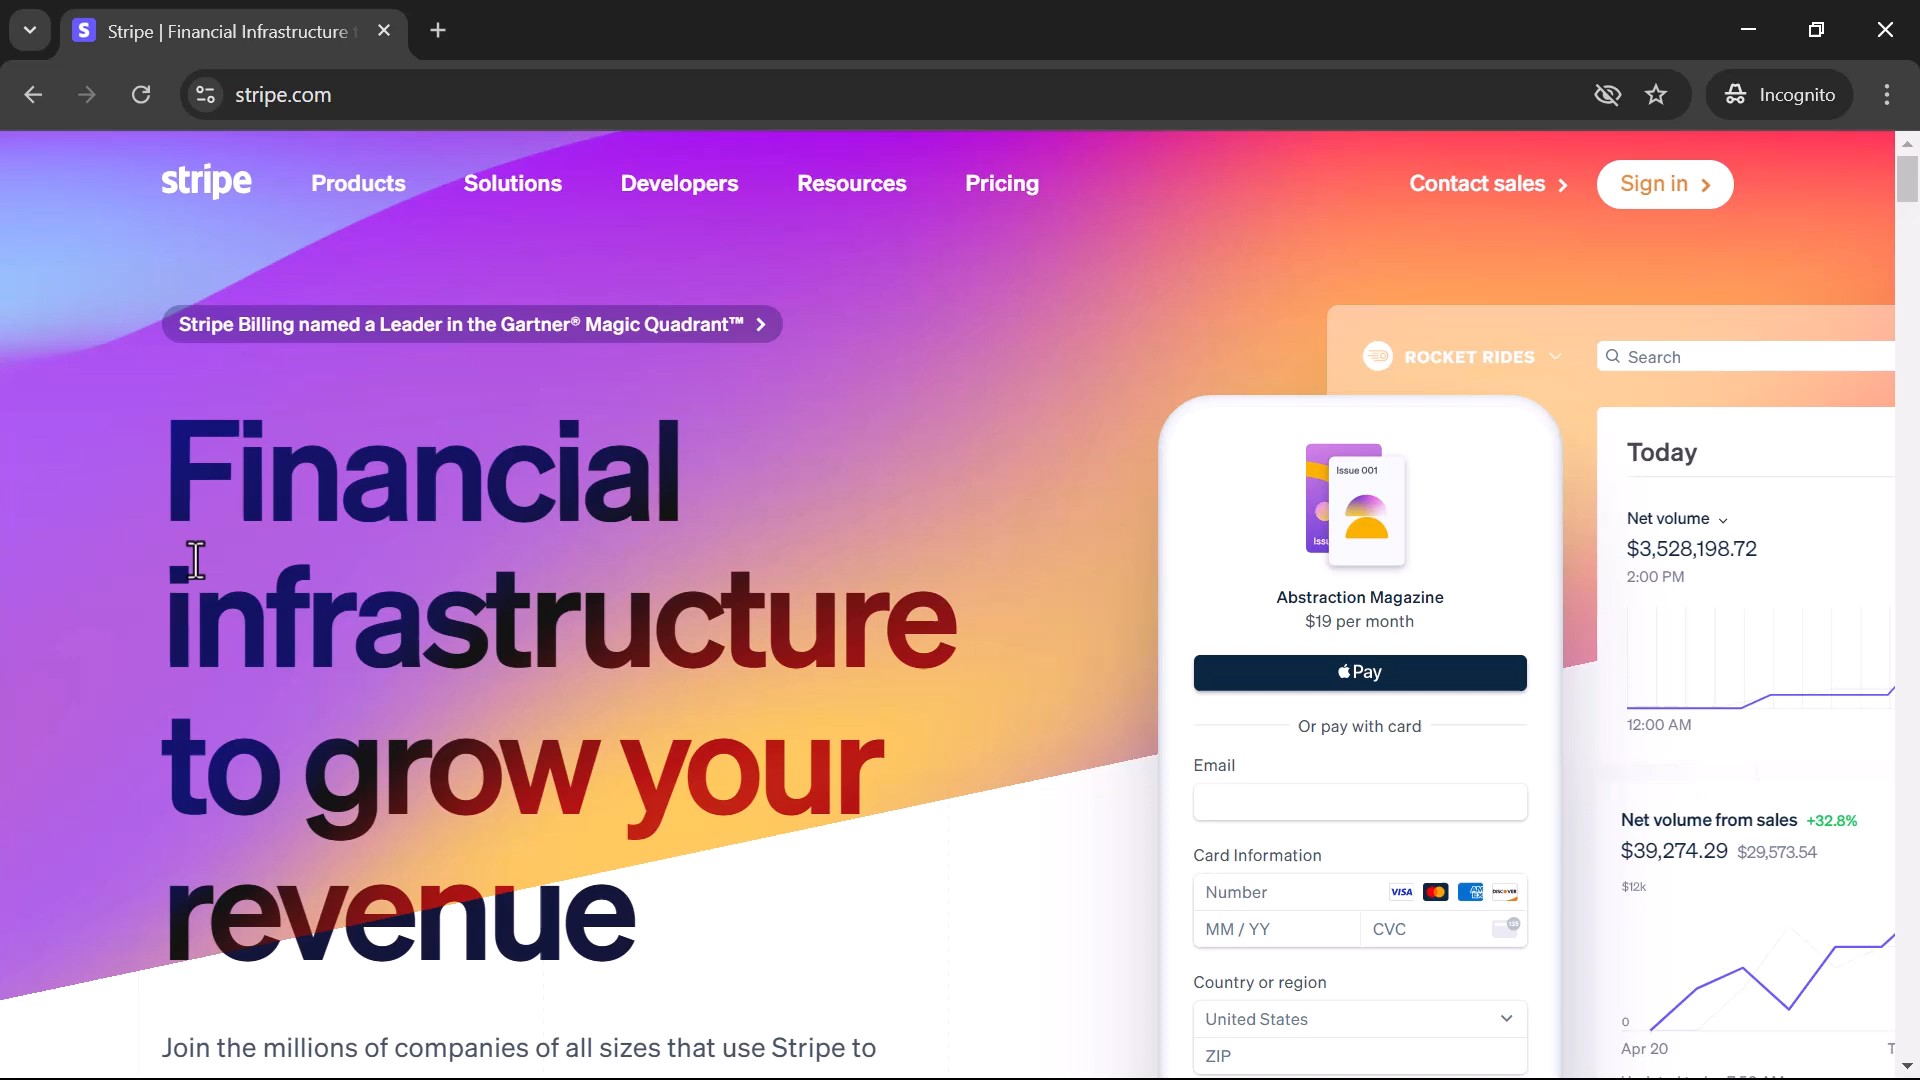 Stripe | Financial Infrastructure
stripe.com
Incognito
stripe
Products
Solutions
Developers
Resources
Pricing
Contact sales
Sign in
Stripe Billing named a Leader in the Gartner® Magic Quadrant™
ROCKET RIDES
Search
Financial
infrastructure
to grow your
revenue
Join the millions of companies of all sizes that use Stripe to
Issue 001
Abstraction Magazine
$19 per month
Pay
Or pay with card
Email
Card Information
Number
VISA
DISCOVER
MM / YY
CVC
Country or region
United States
ZIP
Today
Net volume
$3,528,198.72
2:00 PM
12:00 AM
Net volume from sales +32.8%
$39,274.29 $29,573.54
$12k
0
Apr 20